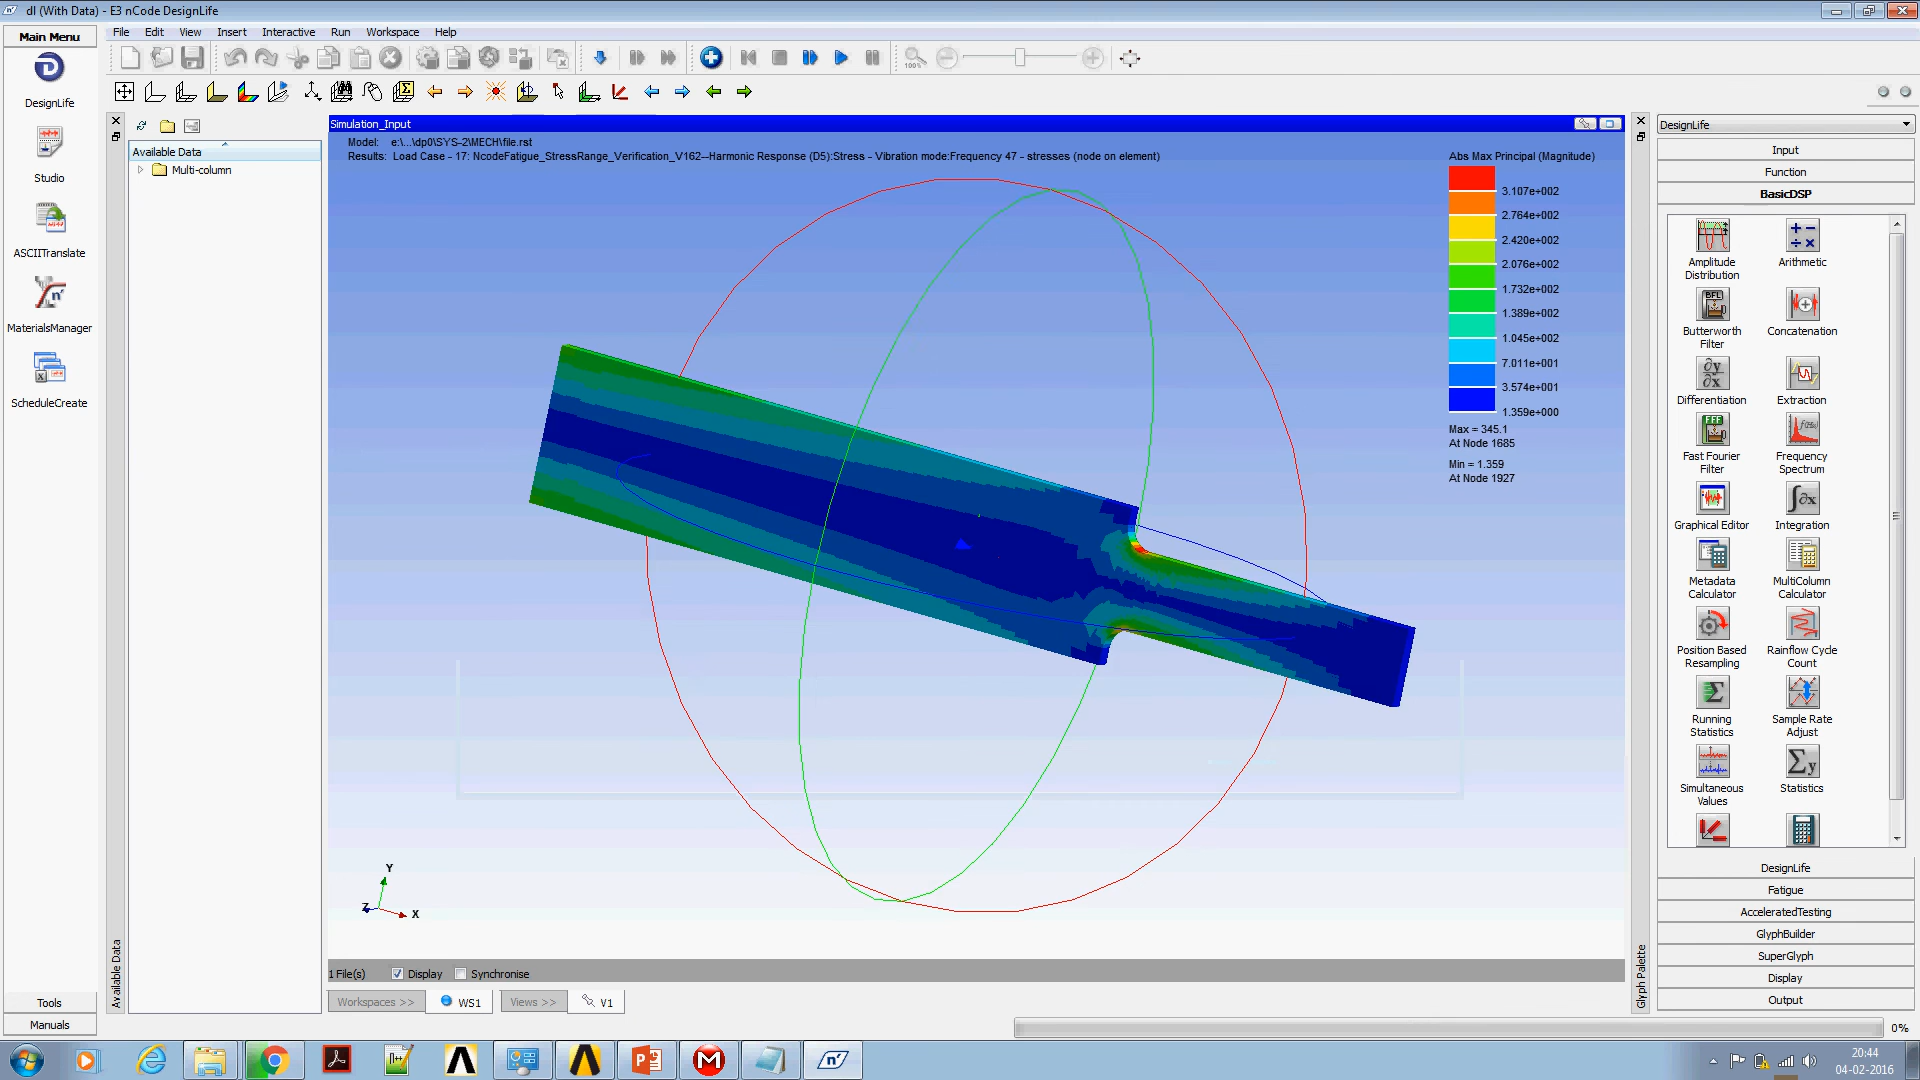 dl (With Data) - E3 nCode DesignLife
Main Menu
File Edit View Insert Interactive Run Workspace Help
DesignLife
Studio
ASCIITranslate
MaterialsManager
ScheduleCreate
Tools
Manuals
100%
Available Data
Multi-column
Available Data
Simulation_Input
Model: e:\...\dp0\SYS-2\MECH\file.rst
Results: Load Case - 17: NcodeFatigue_StressRange_Verification_V162--Harmonic Response (D5):Stress - Vibration mode:Frequency 47 - stresses (node on element)
Abs Max Principal (Magnitude)
3.107e+002
2.764e+002
2.420e+002
2.076e+002
1.732e+002
1.389e+002
1.045e+002
7.011e+001
3.574e+001
1.359e+000
Max = 345.1
At Node 1685
Min = 1.359
At Node 1927
Y
Z
X
1 File(s) Display Synchronise
Workspaces >> WS1 Views >> V1
Glyph Palette
DesignLife
Input
Function
BasicDSP
Amplitude Distribution
Arithmetic
BFL
Butterworth Filter
Concatenation
Differentiation
Extraction
FFF
Fast Fourier Filter
f(Hz)
Frequency Spectrum
Graphical Editor
Integration
Metadata Calculator
MultiColumn Calculator
Position Based Resampling
Rainflow Cycle Count
Running Statistics
Sample Rate Adjust
Simultaneous Values
Statistics
DesignLife
Fatigue
AcceleratedTesting
GlyphBuilder
SuperGlyph
Display
Output
0%
20:44
04-02-2016